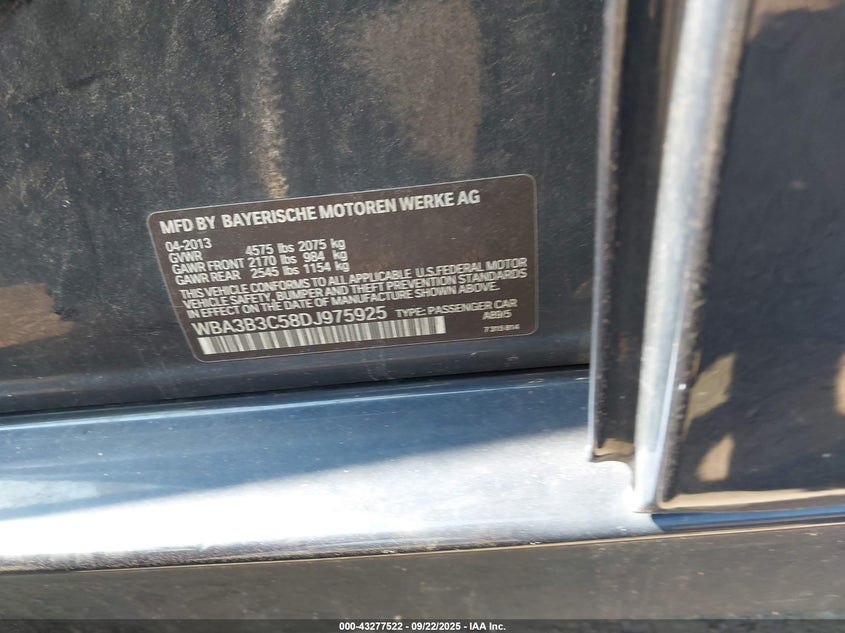 MFD BY BAYERISCHE MOTOREN WERKE AG
04-2013
GVWR 4575 lbs 2075 kg
GAWR FRONT 2170 lbs 984 kg
GAWR REAR 2545 lbs 1154 kg
THIS VEHICLE CONFORMS TO ALL APPLICABLE U.S.FEDERAL MOTOR
VEHICLE SAFETY, BUMPER AND THEFT PREVENTION STANDARDS
IN EFFECT ON THE DATE OF MANUFACTURE SHOWN ABOVE.
WBA3B3C58DJ975925 TYPE: PASSENGER CAR
A89/5
000-43277522 - 09/22/2025 - IAA Inc.